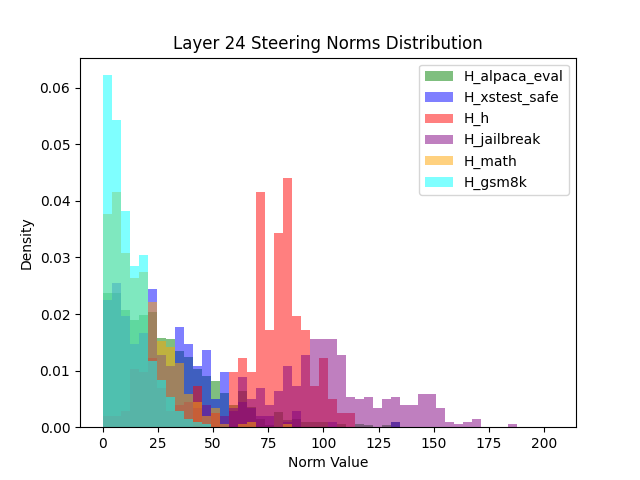 Layer 24 Steering Norms Distribution
H_alpaca_eval
H_xstest_safe
H_h
H_jailbreak
H_math
H_gsm8k
0.06
0.05
0.04
0.03
0.02
0.01
0.00
Density
0 25 50 75 100 125 150 175 200
Norm Value